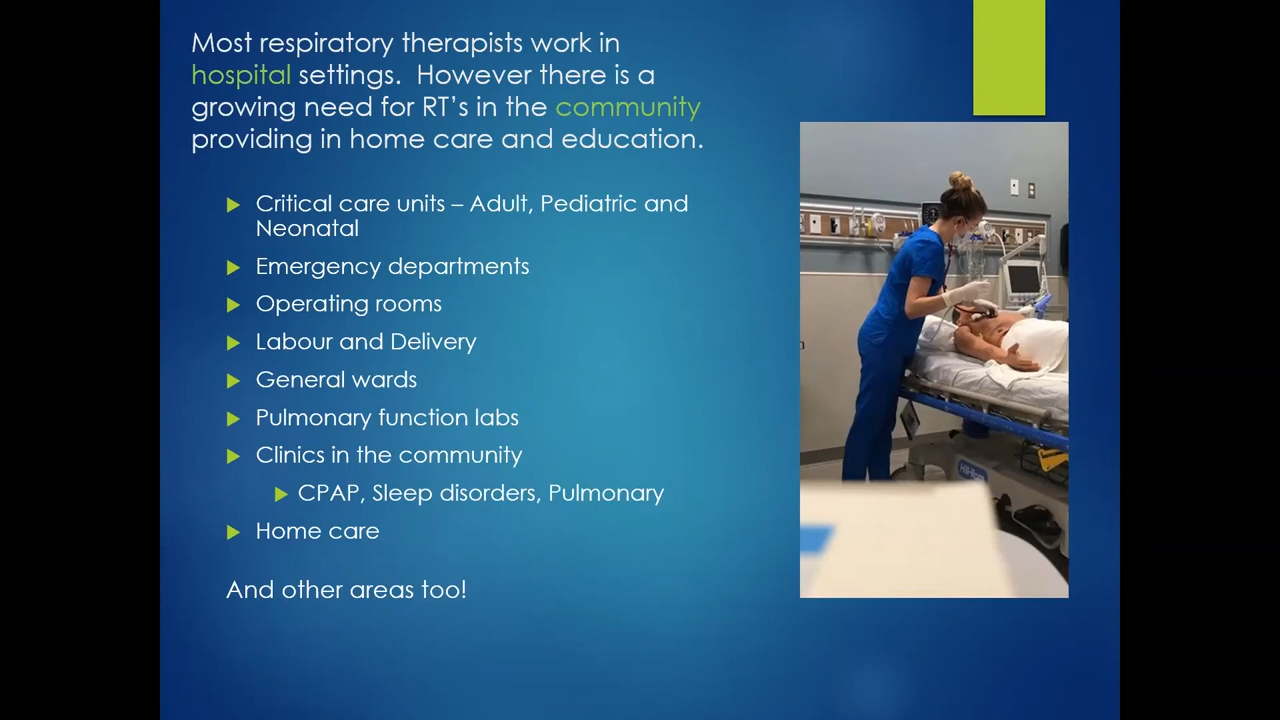 Most respiratory therapists work in
hospital settings.  However there is a
growing need for RT's in the community
providing in home care and education.
Critical care units – Adult, Pediatric and
Neonatal
Emergency departments
Operating rooms
Labour and Delivery
General wards
Pulmonary function labs
Clinics in the community
CPAP, Sleep disorders, Pulmonary
Home care
And other areas too!